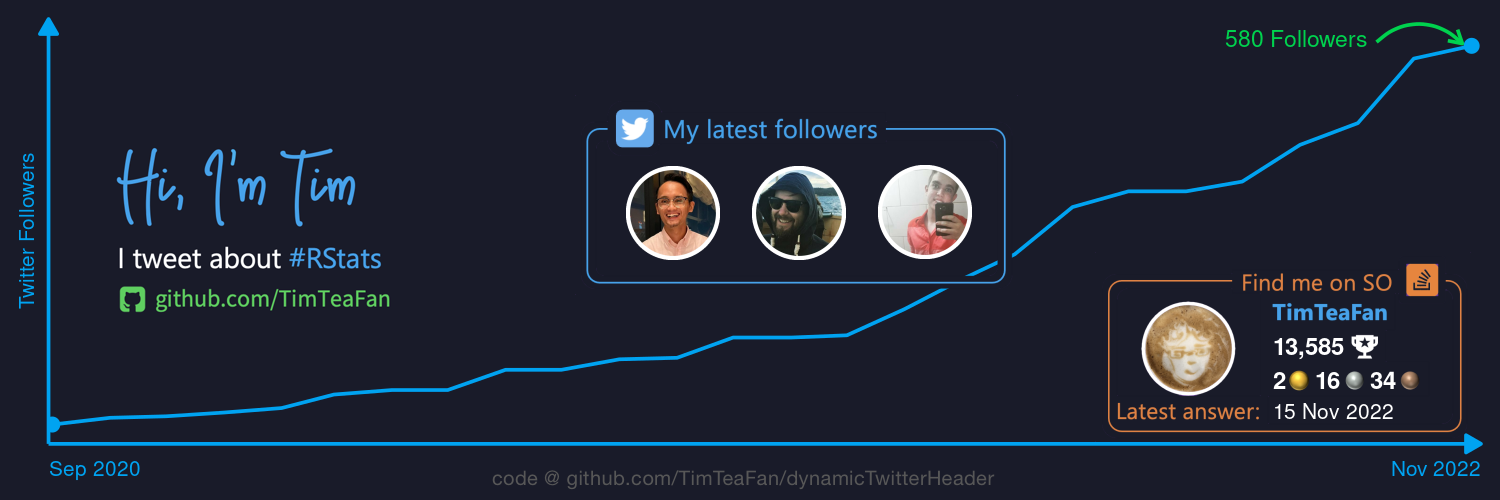 580 Followers
My latest followers
Hi, I'm Tim
I tweet about #RStats
github.com/TimTeaFan
Twitter Followers
Find me on SO
TimTeaFan
13,585
2 16 34
Latest answer: 15 Nov 2022
Sep 2020
Nov 2022
code @ github.com/TimTeaFan/dynamicTwitterHeader